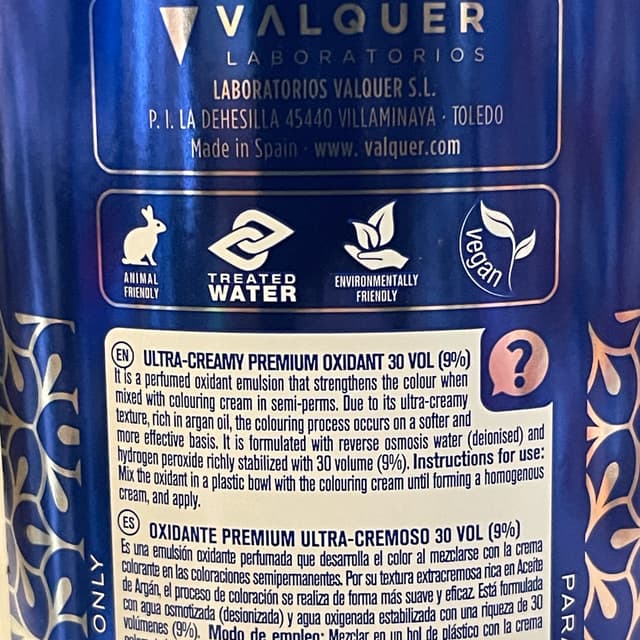 VALQUER
LABORATORIOS
LABORATORIOS VALQUER S.L.
P. I. LA DEHESILLA 45440 VILLAMINAYA · TOLEDO
Made in Spain · www. valquer.com
ANIMAL
FRIENDLY
TREATED
WATER
ENVIRONMENTALLY
FRIENDLY
vegan
EN ULTRA-CREAMY PREMIUM OXIDANT 30 VOL (9%)
?
It is a perfumed oxidant emulsion that strengthens the colour when
mixed with colouring cream in semi-perms. Due to its ultra-creamy
texture, rich in argan oil, the colouring process occurs on a softer and
more effective basis. It is formulated with reverse osmosis water (deionised) and
hydrogen peroxide richly stabilized with 30 volume (9%). Instructions for use:
Mix the oxidant in a plastic bowl with the colouring cream until forming a homogenous
cream, and apply.
ES OXIDANTE PREMIUM ULTRA-CREMOSO 30 VOL (9%)
Es una emulsión oxidante perfumada que desarrolla el color al mezclarse con la crema
colorante en las coloraciones semipermanentes. Por su textura extracremosa rica en Aceite
de Argán, el proceso de coloración se realiza de forma más suave y eficaz. Está formulada
con agua osmotizada (desionizada) y agua oxigenada estabilizada con una riqueza de 30
volúmenes (9%). Modo de empleo: Mezclar en un bol de plástico con la crema
ONLY
PAR